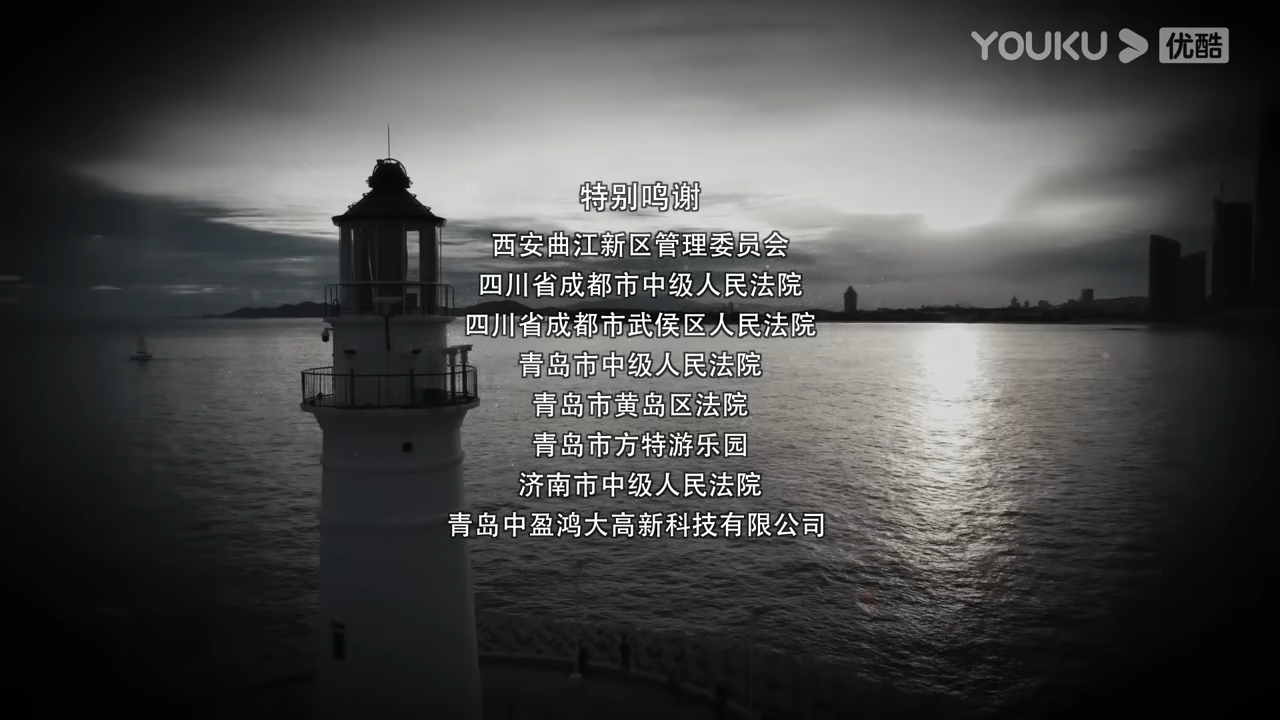 YOUKU 优酷
特别鸣谢
西安曲江新区管理委员会
四川省成都市中级人民法院
四川省成都市武侯区人民法院
青岛市中级人民法院
青岛市黄岛区法院
青岛市方特游乐园
济南市中级人民法院
青岛中盈鸿大高新科技有限公司